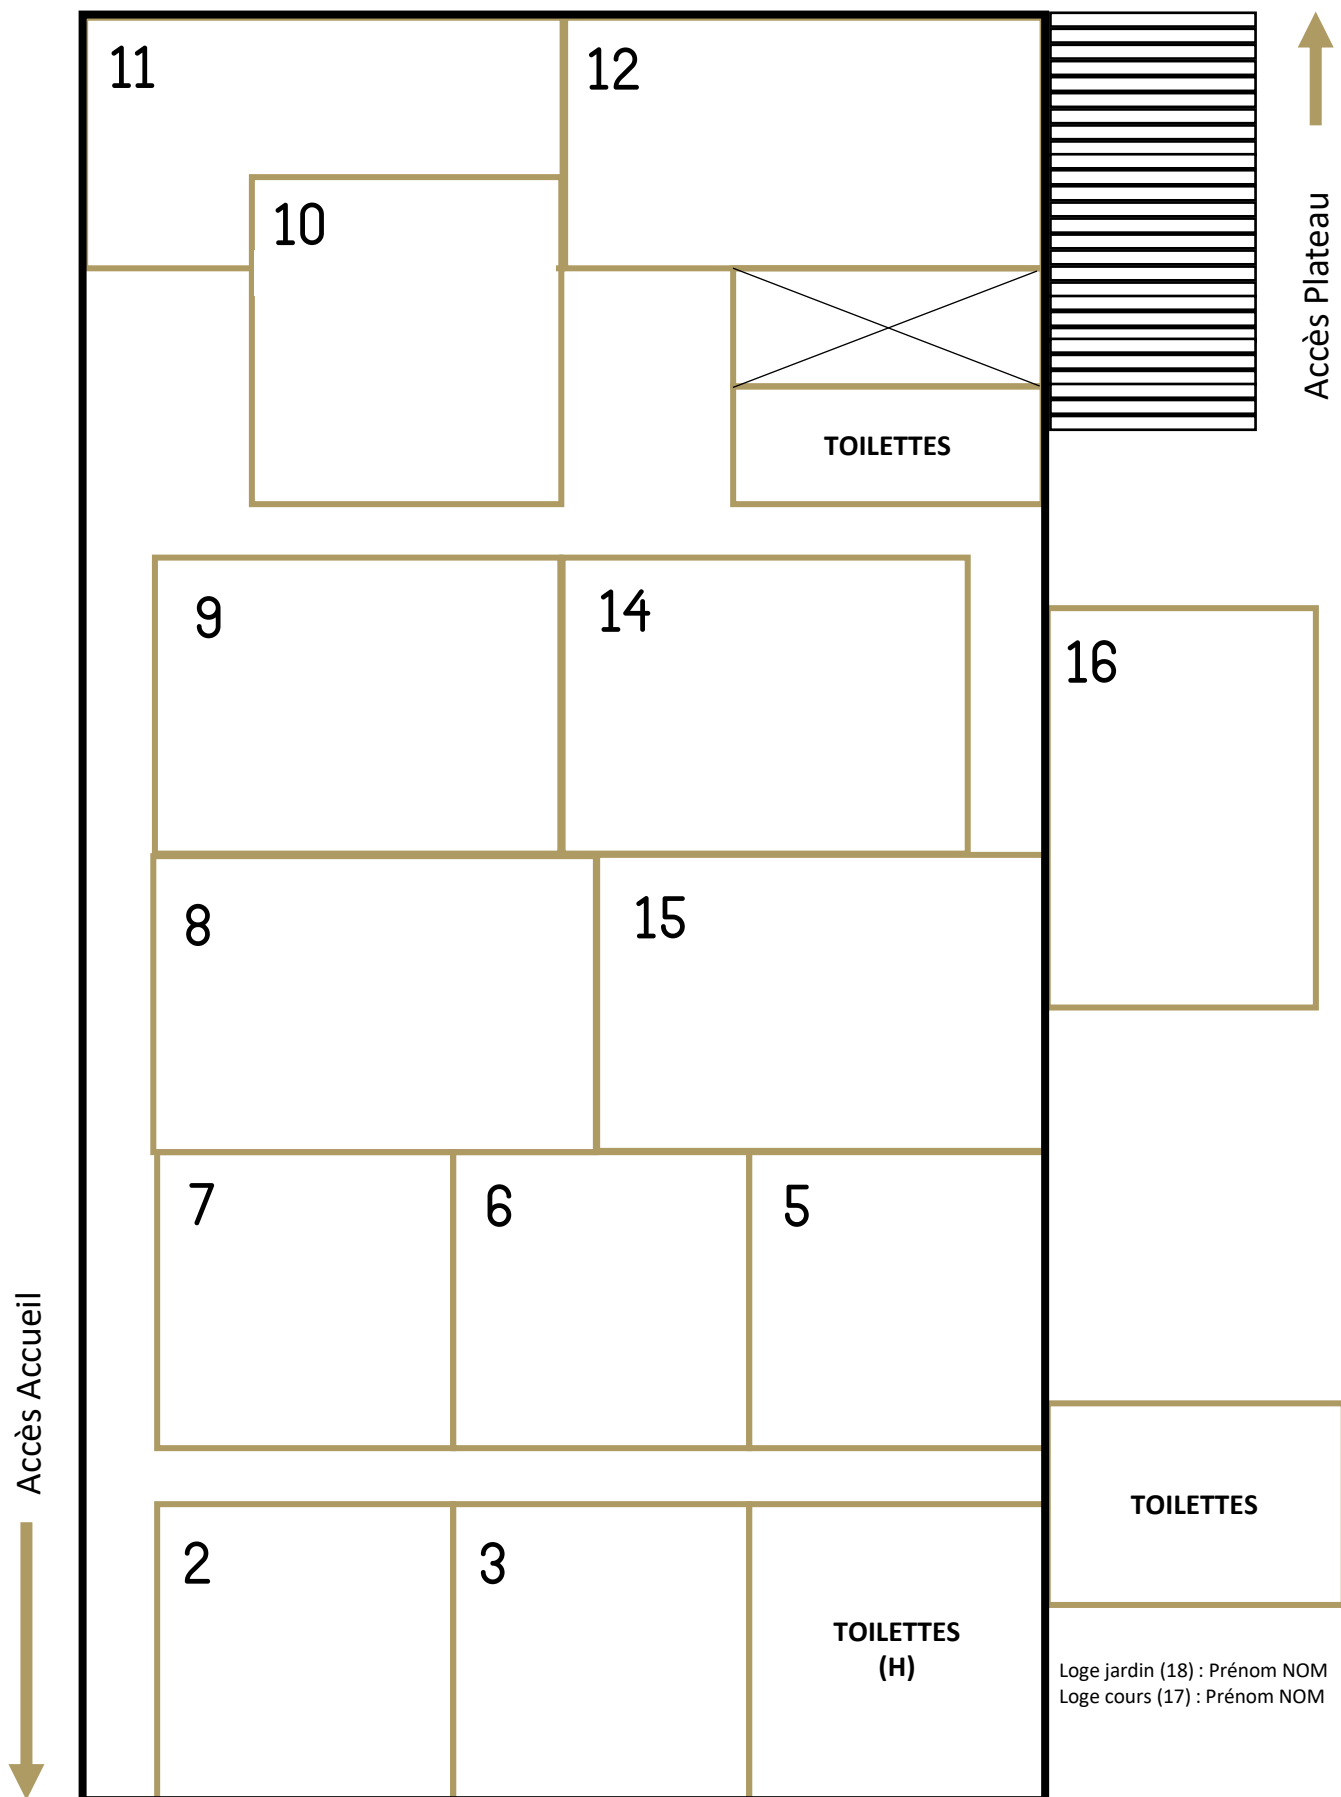 11
12
10
Accès Plateau
TOILETTES
9
14
16
8
15
7
6
5
Accès Accueil
2
3
TOILETTES
(H)
TOILETTES
Loge jardin (18) : Prénom NOM
Loge cours (17) : Prénom NOM